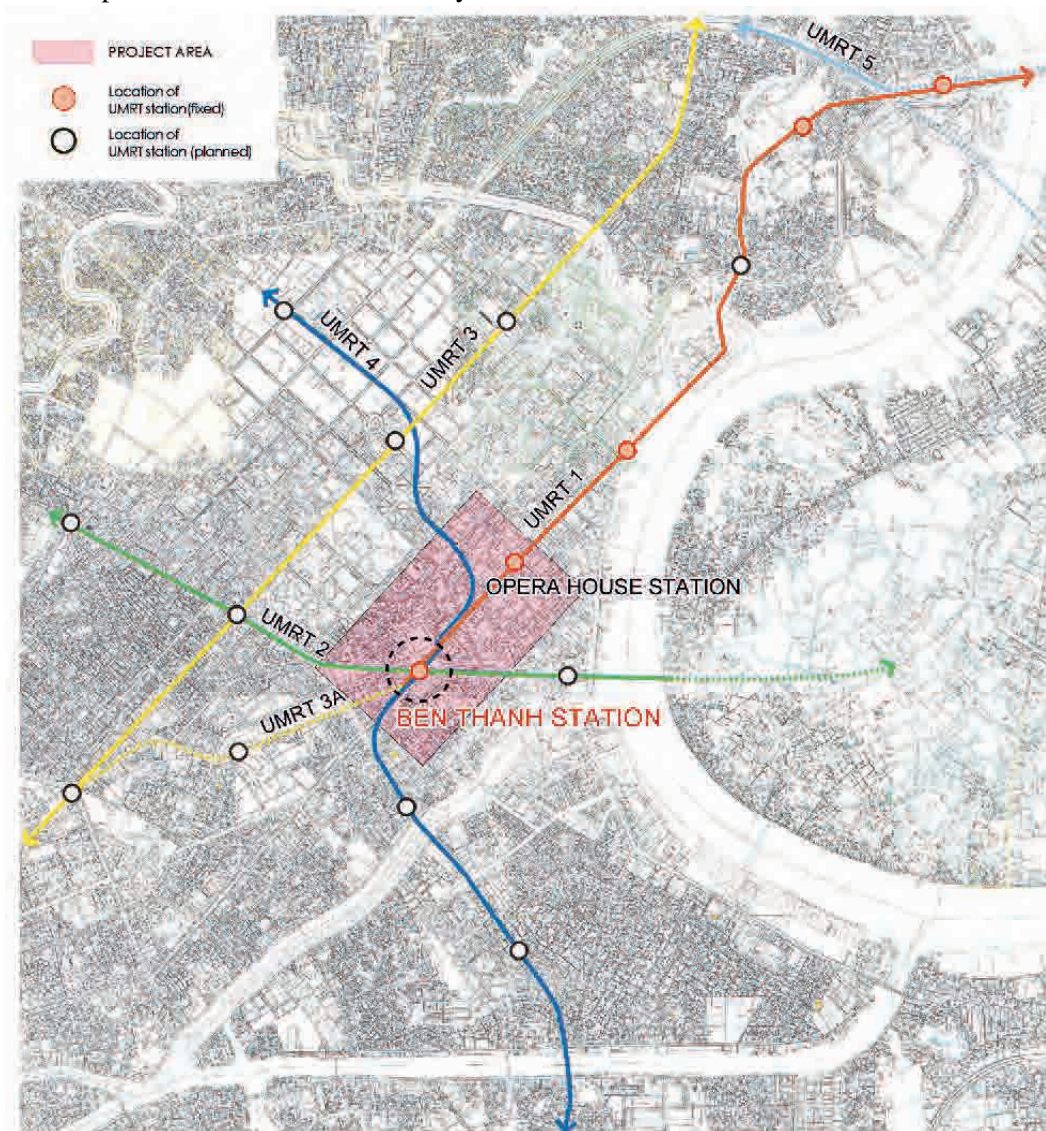 PROJECT AREA
Location of
UMRT station(fixed)
Location of
UMRT station (planned)
UMRT 5
UMRT 4
UMRT 3
UMRT 1
OPERA HOUSE STATION
UMRT 2
UMRT 3A
BEN THANH STATION